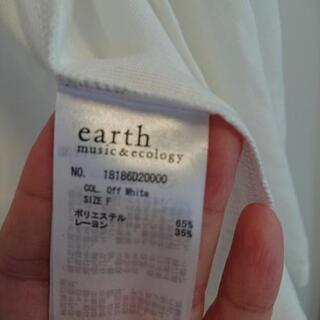 earth
music & ecology
NO. 18186D20000
COL. Off White
SIZE F
ポリエステル 65%
レーヨン 35%